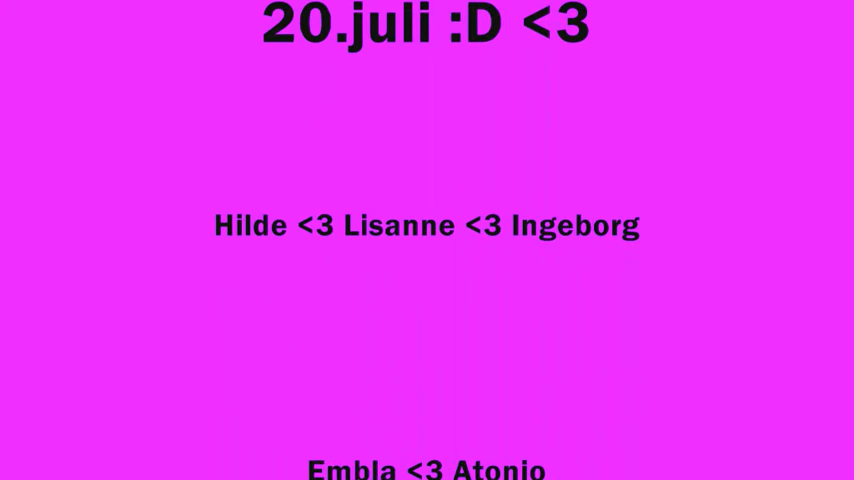 20.juli :D <3
Hilde <3 Lisanne <3 Ingeborg
Embla <3 Atonio